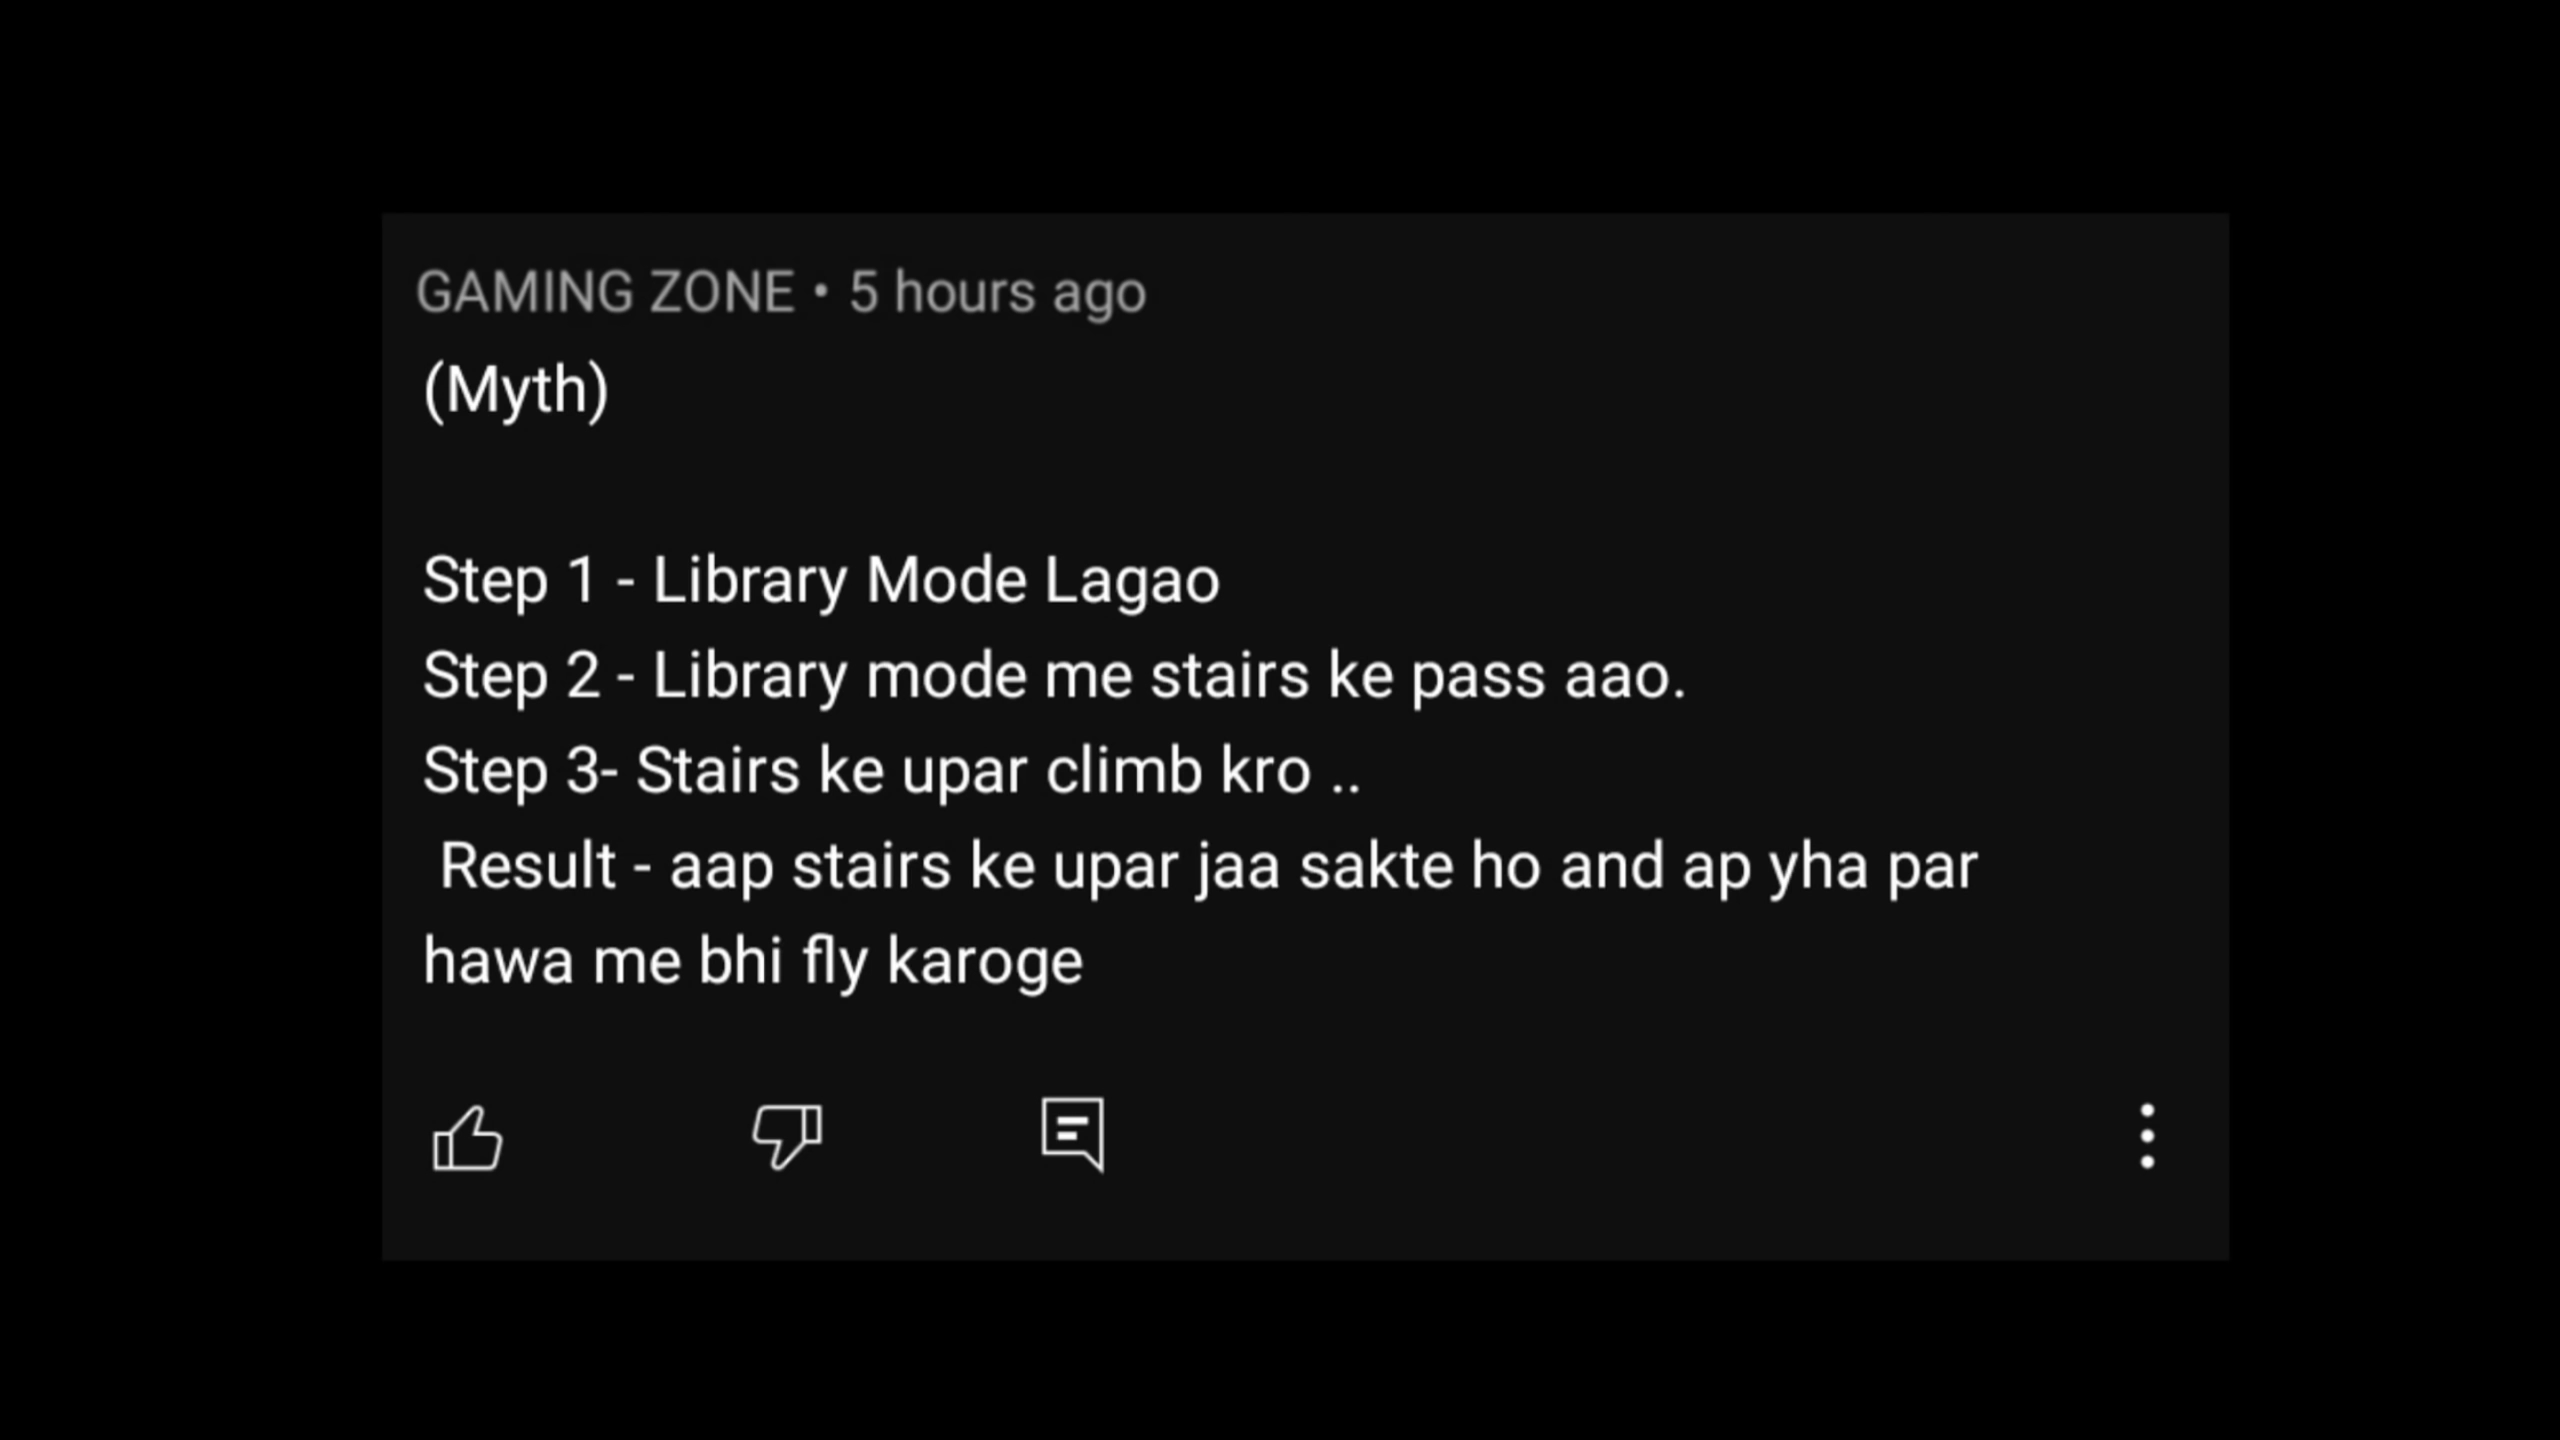 GAMING ZONE • 5 hours ago
(Myth)
Step 1 - Library Mode Lagao
Step 2 - Library mode me stairs ke pass aao.
Step 3- Stairs ke upar climb kro ..
Result - aap stairs ke upar jaa sakte ho and ap yha par
hawa me bhi fly karoge